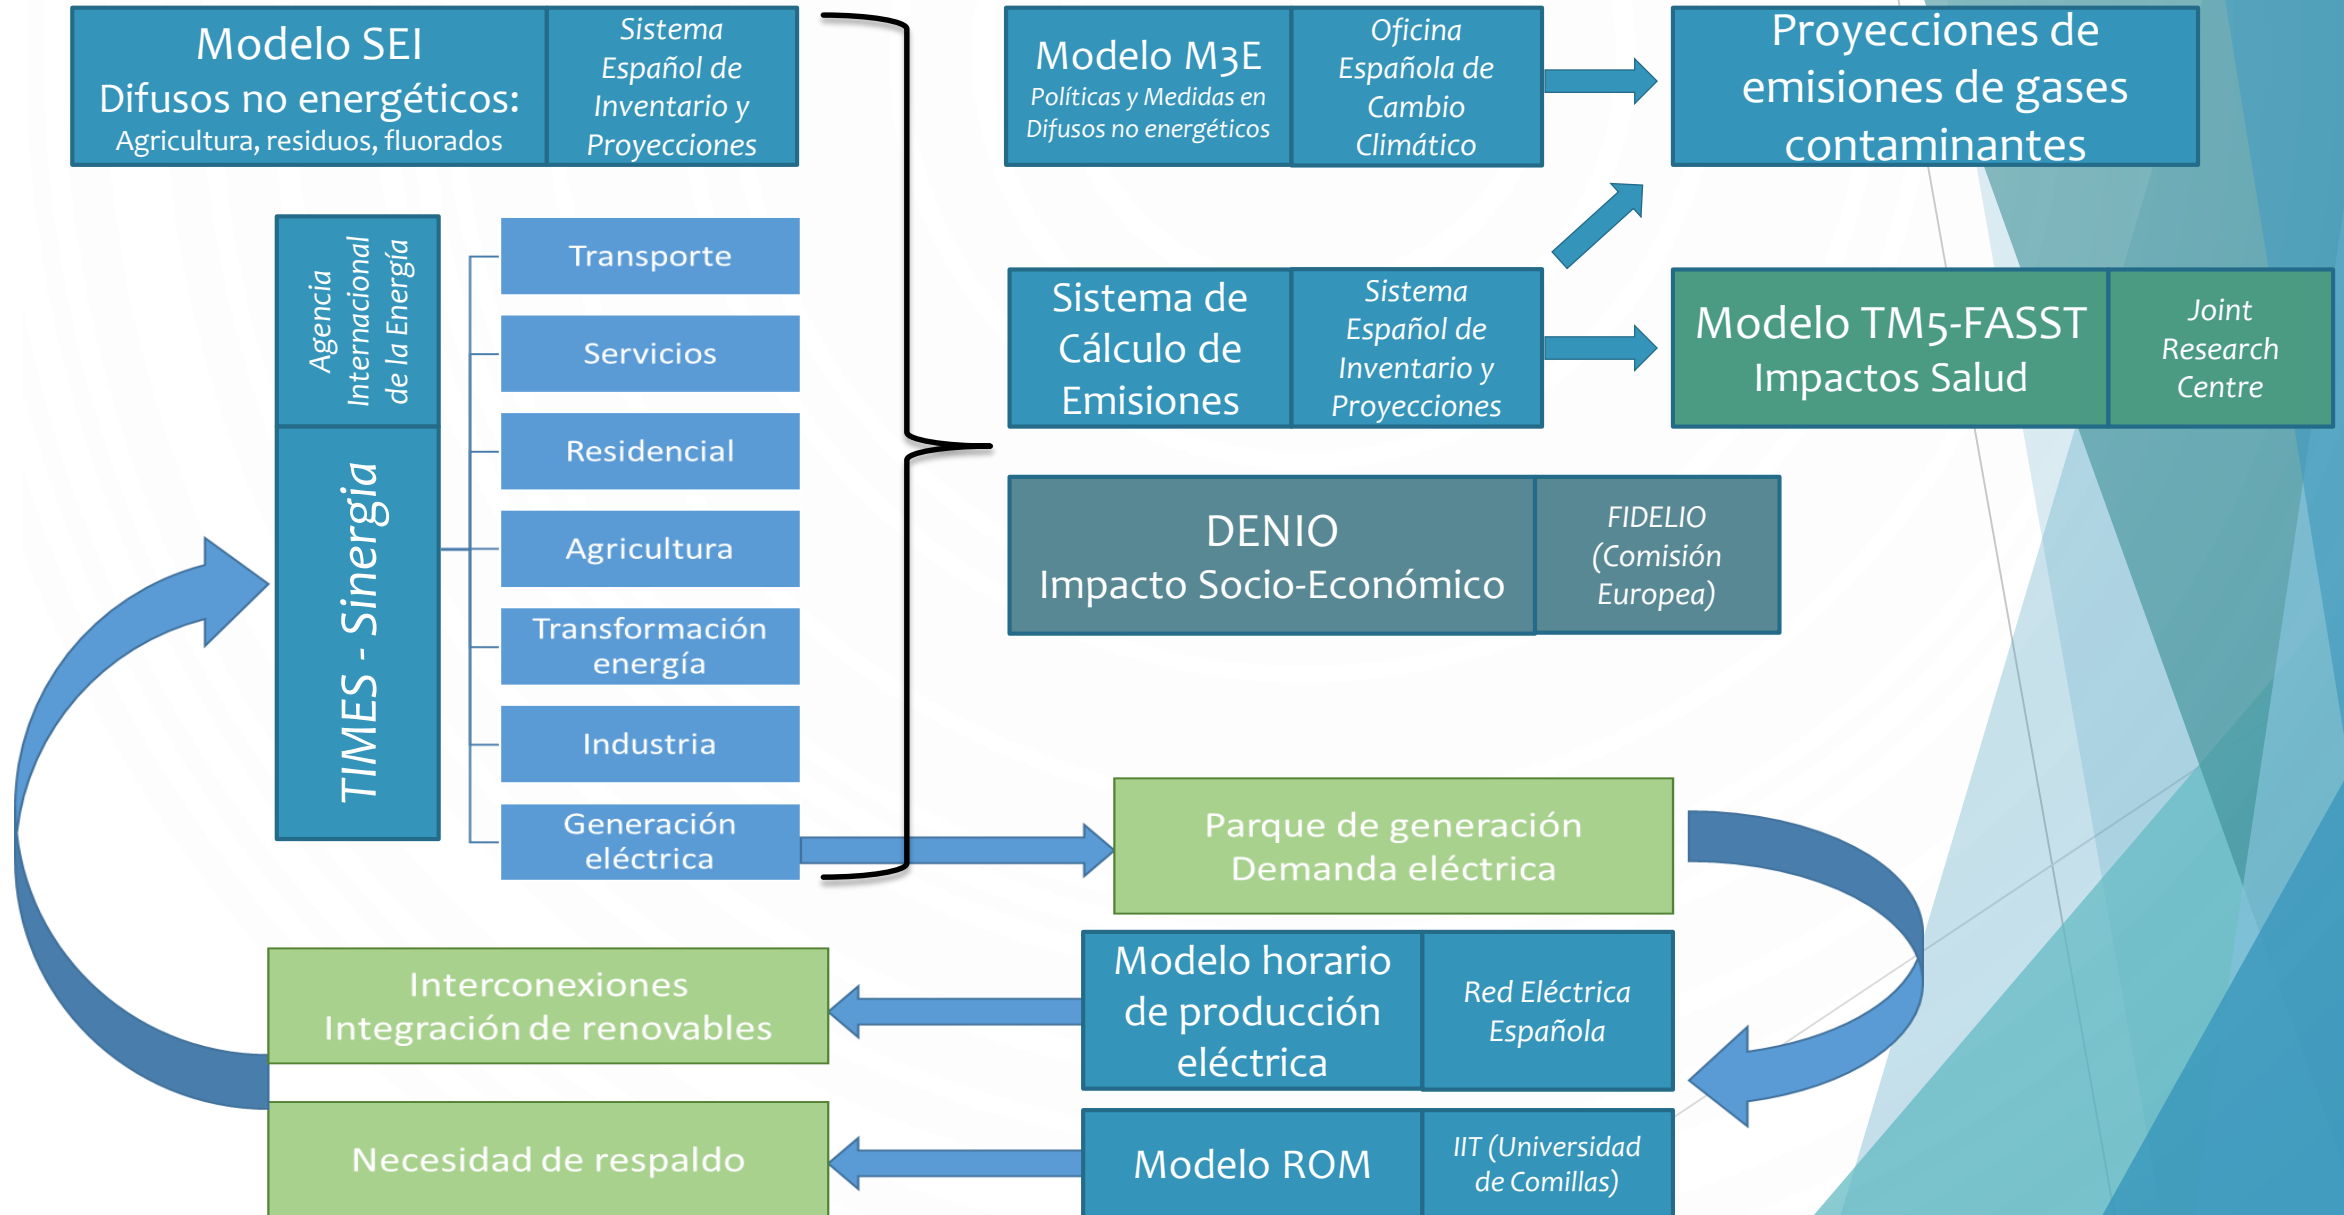 Modelo SEI
Difusos no energéticos:
Agricultura, residuos, fluorados
Sistema
Español de
Inventario y
Proyecciones
Modelo M3E
Políticas y Medidas en
Difusos no energéticos
Oficina
Española de
Cambio
Climático
Proyecciones de
emisiones de gases
contaminantes
Agencia
Internacional
de la Energía
TIMES - Sinergia
Transporte
Servicios
Residencial
Agricultura
Transformación
energía
Industria
Generación
eléctrica
Sistema de
Cálculo de
Emisiones
Sistema
Español de
Inventario y
Proyecciones
Modelo TM5-FASST
Impactos Salud
Joint
Research
Centre
DENIO
Impacto Socio-Económico
FIDELIO
(Comisión
Europea)
Parque de generación
Demanda eléctrica
Interconexiones
Integración de renovables
Modelo horario
de producción
eléctrica
Red Eléctrica
Española
Necesidad de respaldo
Modelo ROM
IIT (Universidad
de Comillas)